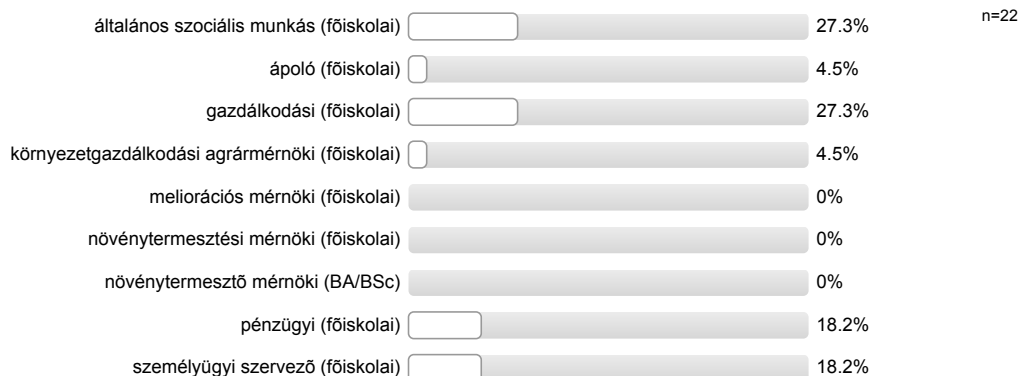 általános szociális munkás (fõiskolai) 27.3% n=22
ápoló (fõiskolai) 4.5%
gazdálkodási (fõiskolai) 27.3%
környezetgazdálkodási agrármérnöki (fõiskolai) 4.5%
meliorációs mérnöki (fõiskolai) 0%
növénytermesztési mérnöki (fõiskolai) 0%
növénytermesztõ mérnöki (BA/BSc) 0%
pénzügyi (fõiskolai) 18.2%
személyügyi szervezõ (fõiskolai) 18.2%